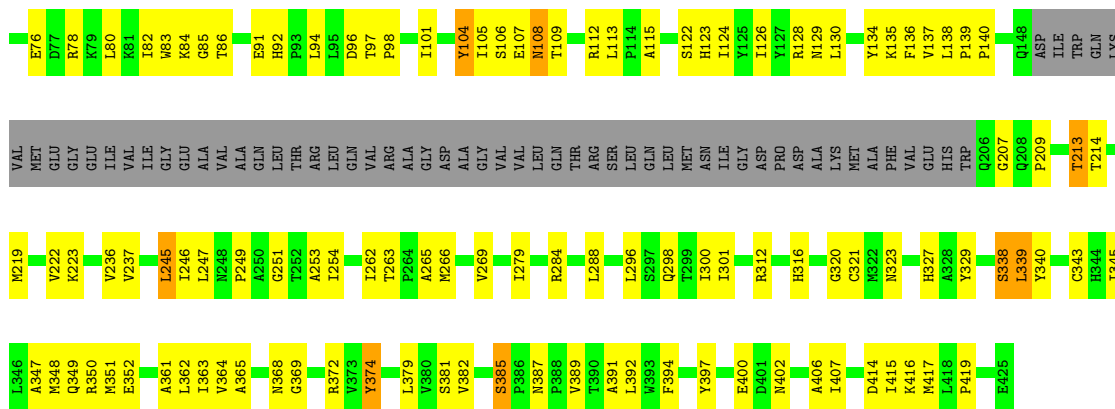 E76 D77 R78 K79 L80 K81 I82 W83 K84 G85 T86 E91 H92 P93 L94 L95 D96 T97 P98 I101 Y104 I105 S106 E107 N108 T109 R112 L113 P114 A115 S122 H123 I124 Y125 I126 Y127 R128 N129 L130 Y134 K135 F136 V137 L138 P139 P140 Q148 ASP ILE TRP GLN LYS
VAL MET GLU GLY GLU ILE VAL ILE GLY GLU ALA VAL ALA GLN LEU THR ARG LEU GLN VAL ARG ALA GLY ASP ALA GLY VAL VAL LEU GLN THR ARG SER LEU GLN LEU MET ASN ILE GLY ASP PRO ASP ALA LYS MET ALA PHE VAL GLU HIS TRP Q206 G207 Q208 P209 T213 T214
M219 V222 K223 V236 V237 L245 I246 L247 N248 P249 A250 G251 T252 A253 I254 I262 T263 P264 A265 M266 V269 I279 R284 L288 L296 S297 Q298 T299 I300 I301 R312 H316 G320 C321 M322 N323 H327 A328 Y329 S338 L339 Y340 C343 H344 I345
L346 A347 M348 Q349 R350 M351 E352 A361 L362 I363 V364 A365 N368 G369 R372 V373 Y374 L379 V380 S381 V382 S385 P386 N387 P388 V389 T390 A391 L392 W393 F394 Y397 E400 D401 N402 A406 I407 D414 I415 K416 M417 L418 P419 E425